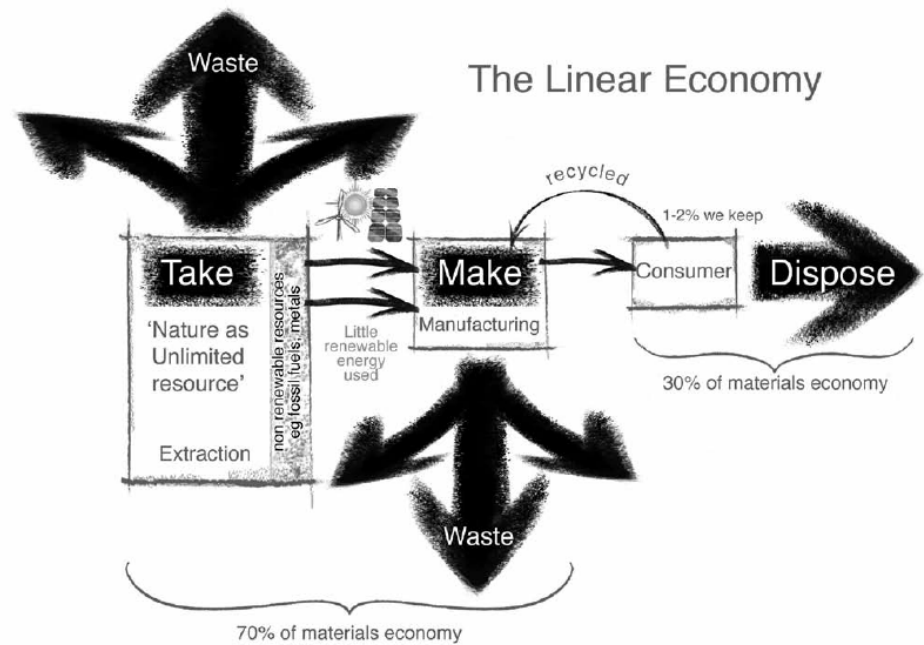 The Linear Economy
Waste
recycled
1-2% we keep
Take
Make
Consumer
Dispose
'Nature as
Unlimited
resource'
Extraction
non renewable resources
eg fossil fuels, metals
Little
renewable
energy
used
Manufacturing
30% of materials economy
Waste
70% of materials economy